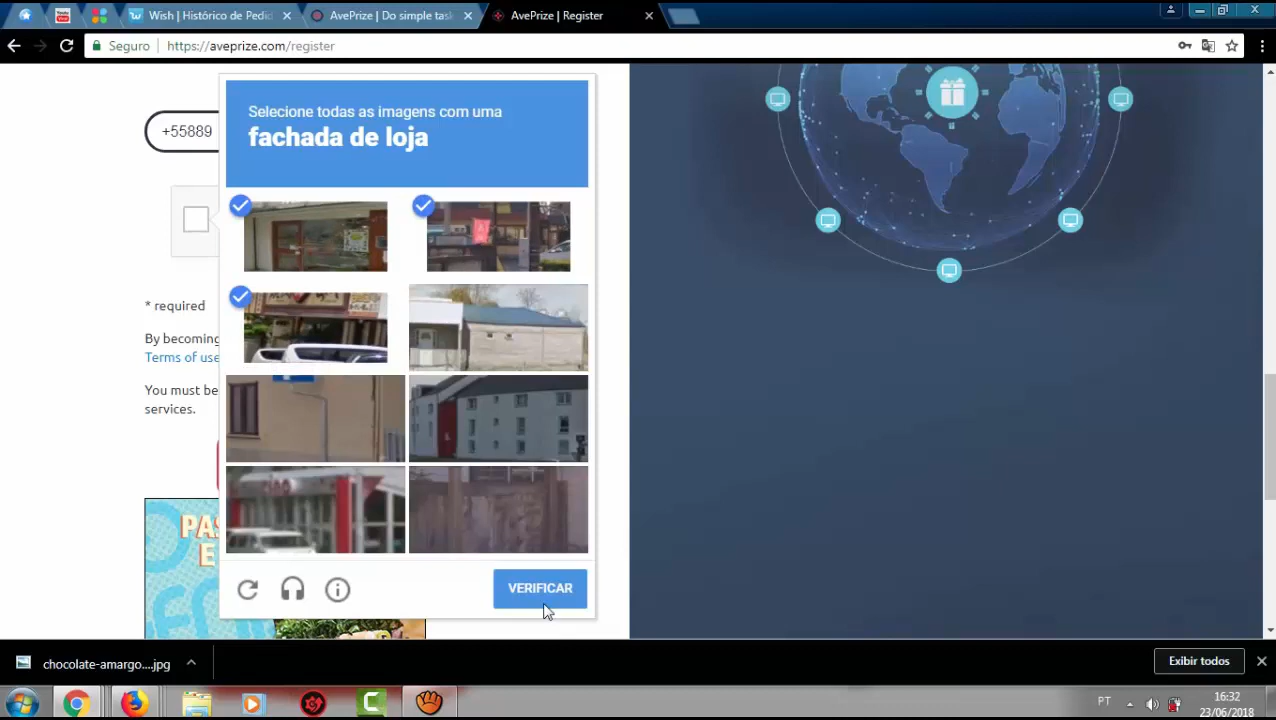 Wish | Histórico de Pedid
AvePrize | Do simple task
AvePrize | Register
Seguro
https://aveprize.com/register
Selecione todas as imagens com uma
fachada de loja
+55889
* required
By becoming
Terms of use
You must be
services.
PAS
E
VERIFICAR
chocolate-amargo....jpg
Exibir todos
PT
16:32
23/06/2018